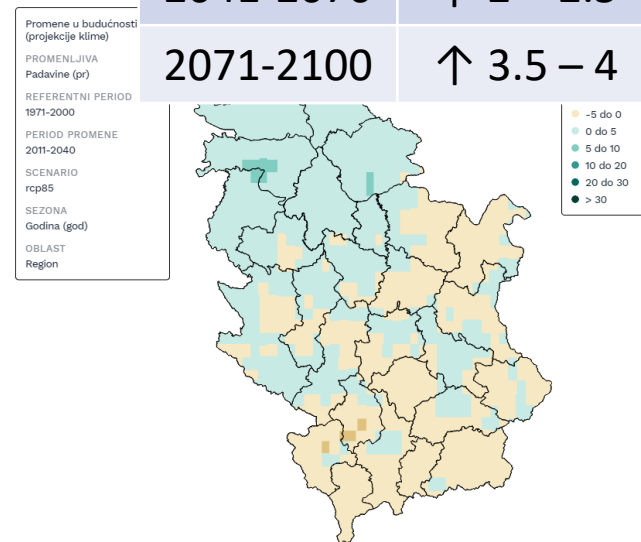 Promene u budućnosti
(projekcije klime)
PROMENLJIVA
Padavine (pr)
REFERENTNI PERIOD
1971-2000
PERIOD PROMENE
2011-2040
SCENARIO
rcp85
SEZONA
Godina (god)
OBLAST
Region
2071-2100 ↑ 3.5 – 4
-5 do 0
0 do 5
5 do 10
10 do 20
20 do 30
> 30